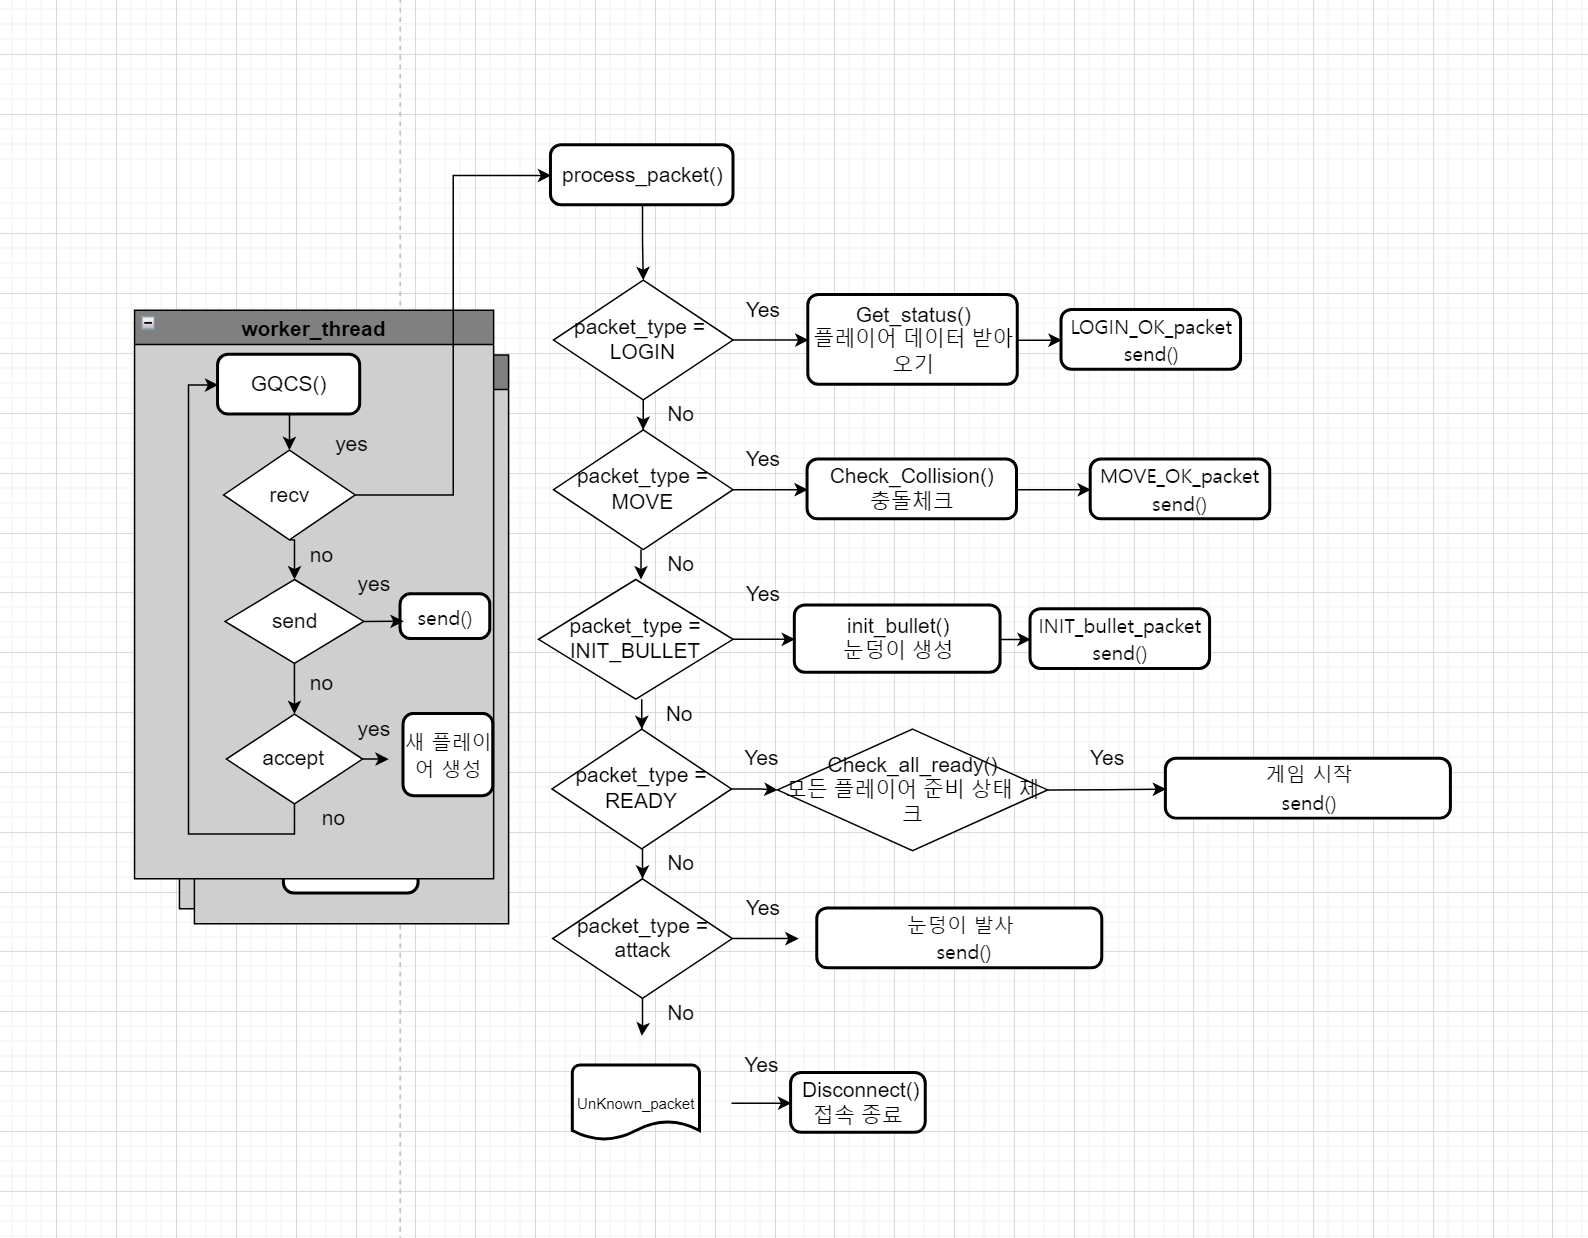 process_packet()
packet_type =
LOGIN
Yes
Get_status()
플레이어 데이터 받아
오기
LOGIN_OK_packet
send()
No
packet_type =
MOVE
Yes
Check_Collision()
충돌체크
MOVE_OK_packet
send()
No
packet_type =
INIT_BULLET
Yes
init_bullet()
눈덩이 생성
INIT_bullet_packet
send()
No
packet_type =
READY
Yes
Check_all_ready()
모든 플레이어 준비 상태 체
크
Yes
게임 시작
send()
No
packet_type =
attack
Yes
눈덩이 발사
send()
No
UnKnown_packet
Yes
Disconnect()
접속 종료
worker_thread
GQCS()
yes
recv
no
yes
send
send()
no
yes
accept
새 플레이
어 생성
no